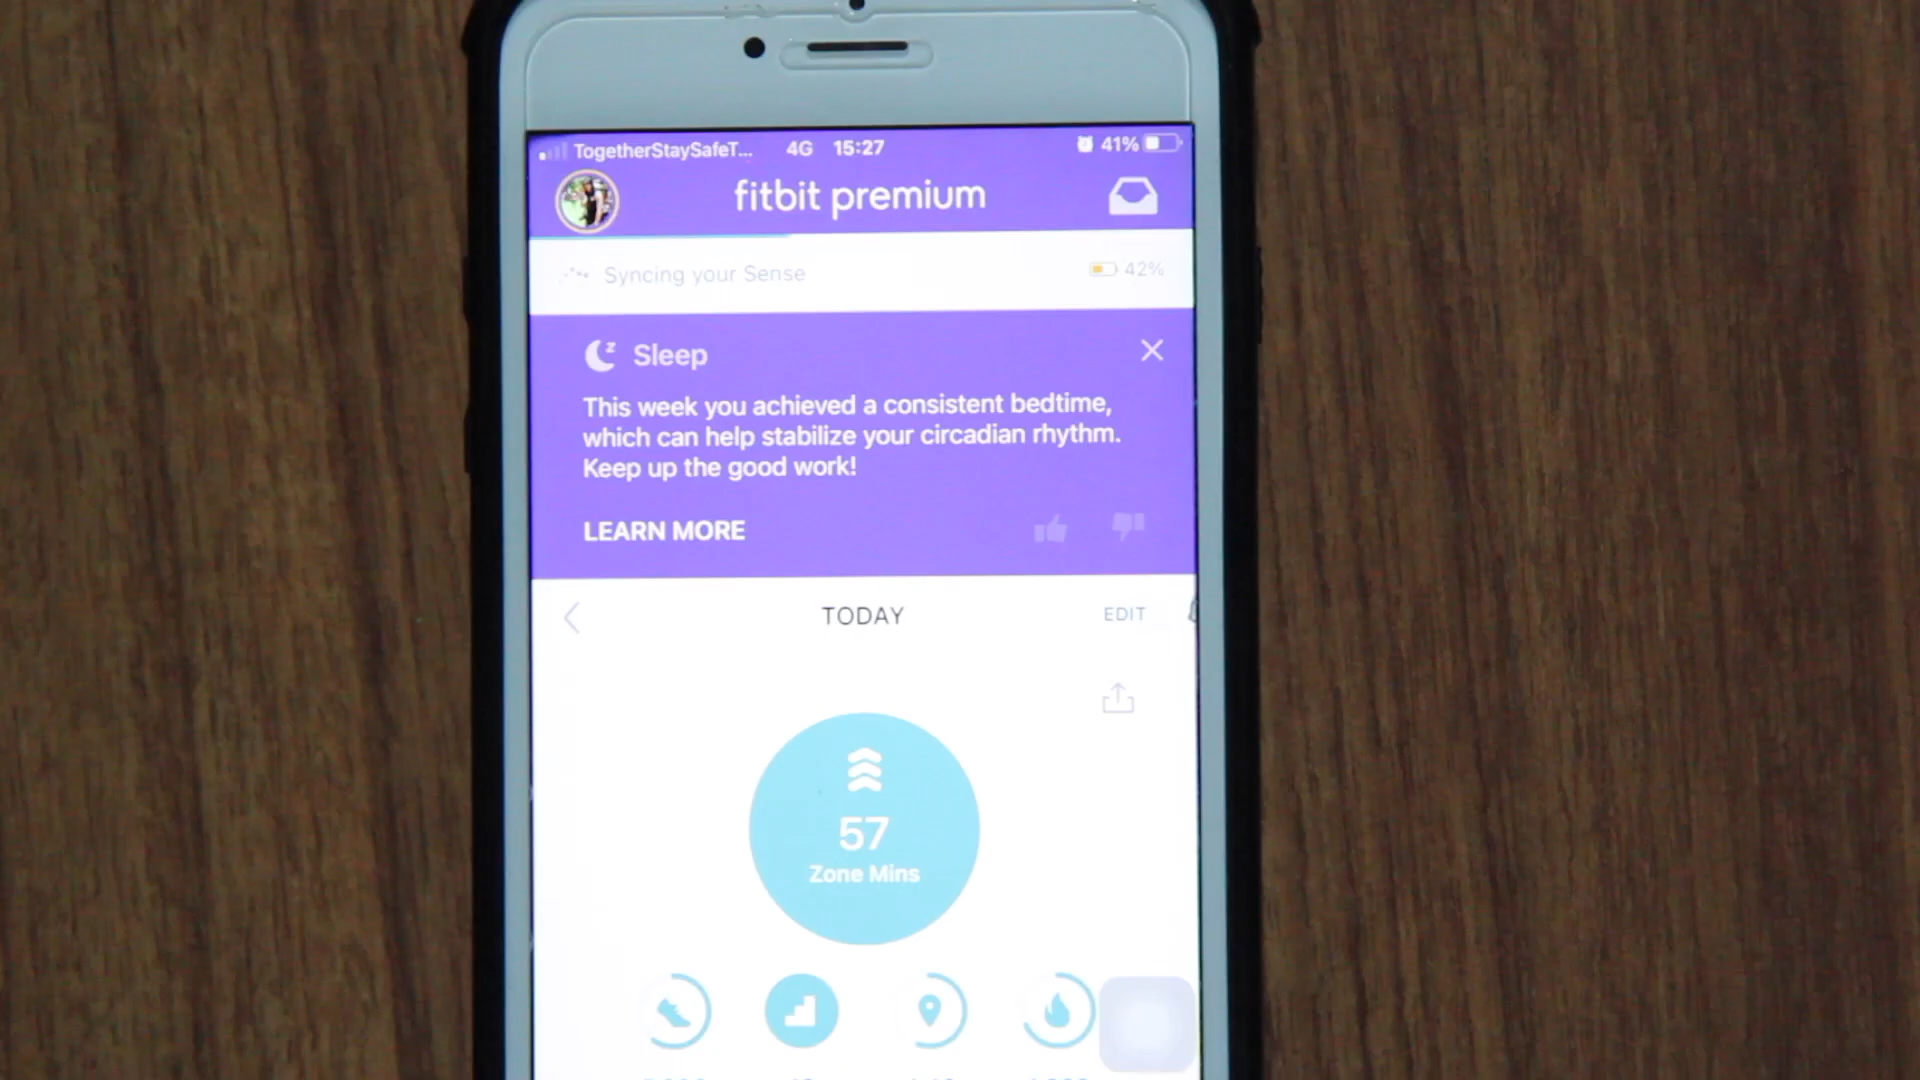 TogetherStaySafeT... 4G 15:27 41%
fitbit premium
Syncing your Sense 42%
Sleep
This week you achieved a consistent bedtime,
which can help stabilize your circadian rhythm.
Keep up the good work!
LEARN MORE
TODAY EDIT
57
Zone Mins